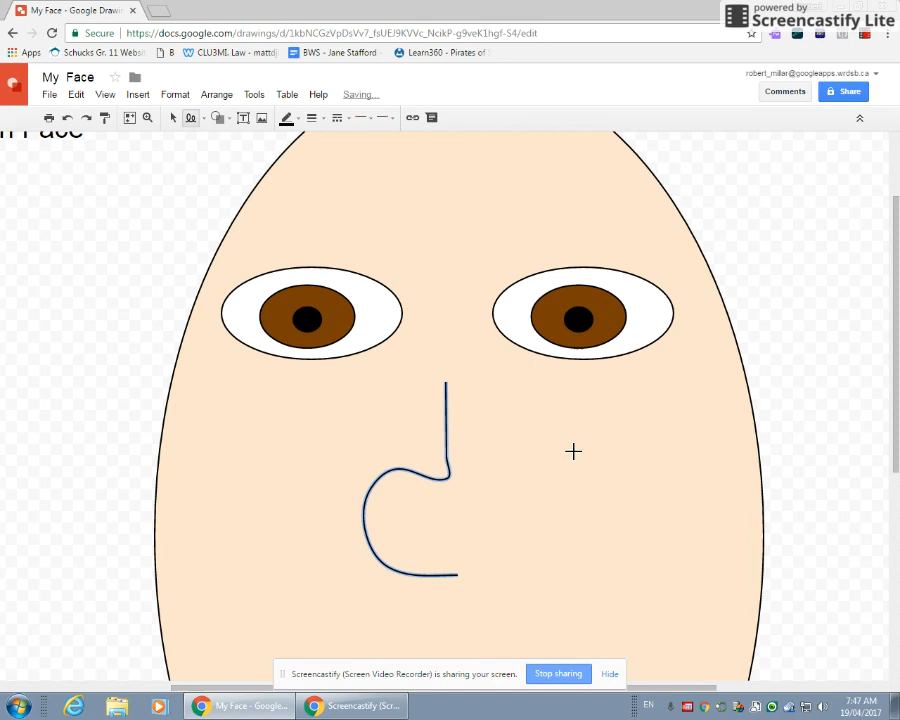 My Face - Google Drawin
powered by
Screencastify Lite
Secure
https://docs.google.com/drawings/d/1kbNCGzVpDsVv7_fsUEJ9KVVc_NcikP-g9veK1hgf-S4/edit
Apps
Schucks Gr. 11 Websit
B
CLU3ML Law - mattdj
BWS - Jane Stafford
Learn360 - Pirates of
My Face
robert_millar@googleapps.wrdsb.ca
File Edit View Insert Format Arrange Tools Table Help Saving...
Comments
Share
n Face
Screencastify (Screen Video Recorder) is sharing your screen.
Stop sharing
Hide
My Face - Google...
Screencastify (Scr...
EN
7:47 AM
19/04/2017